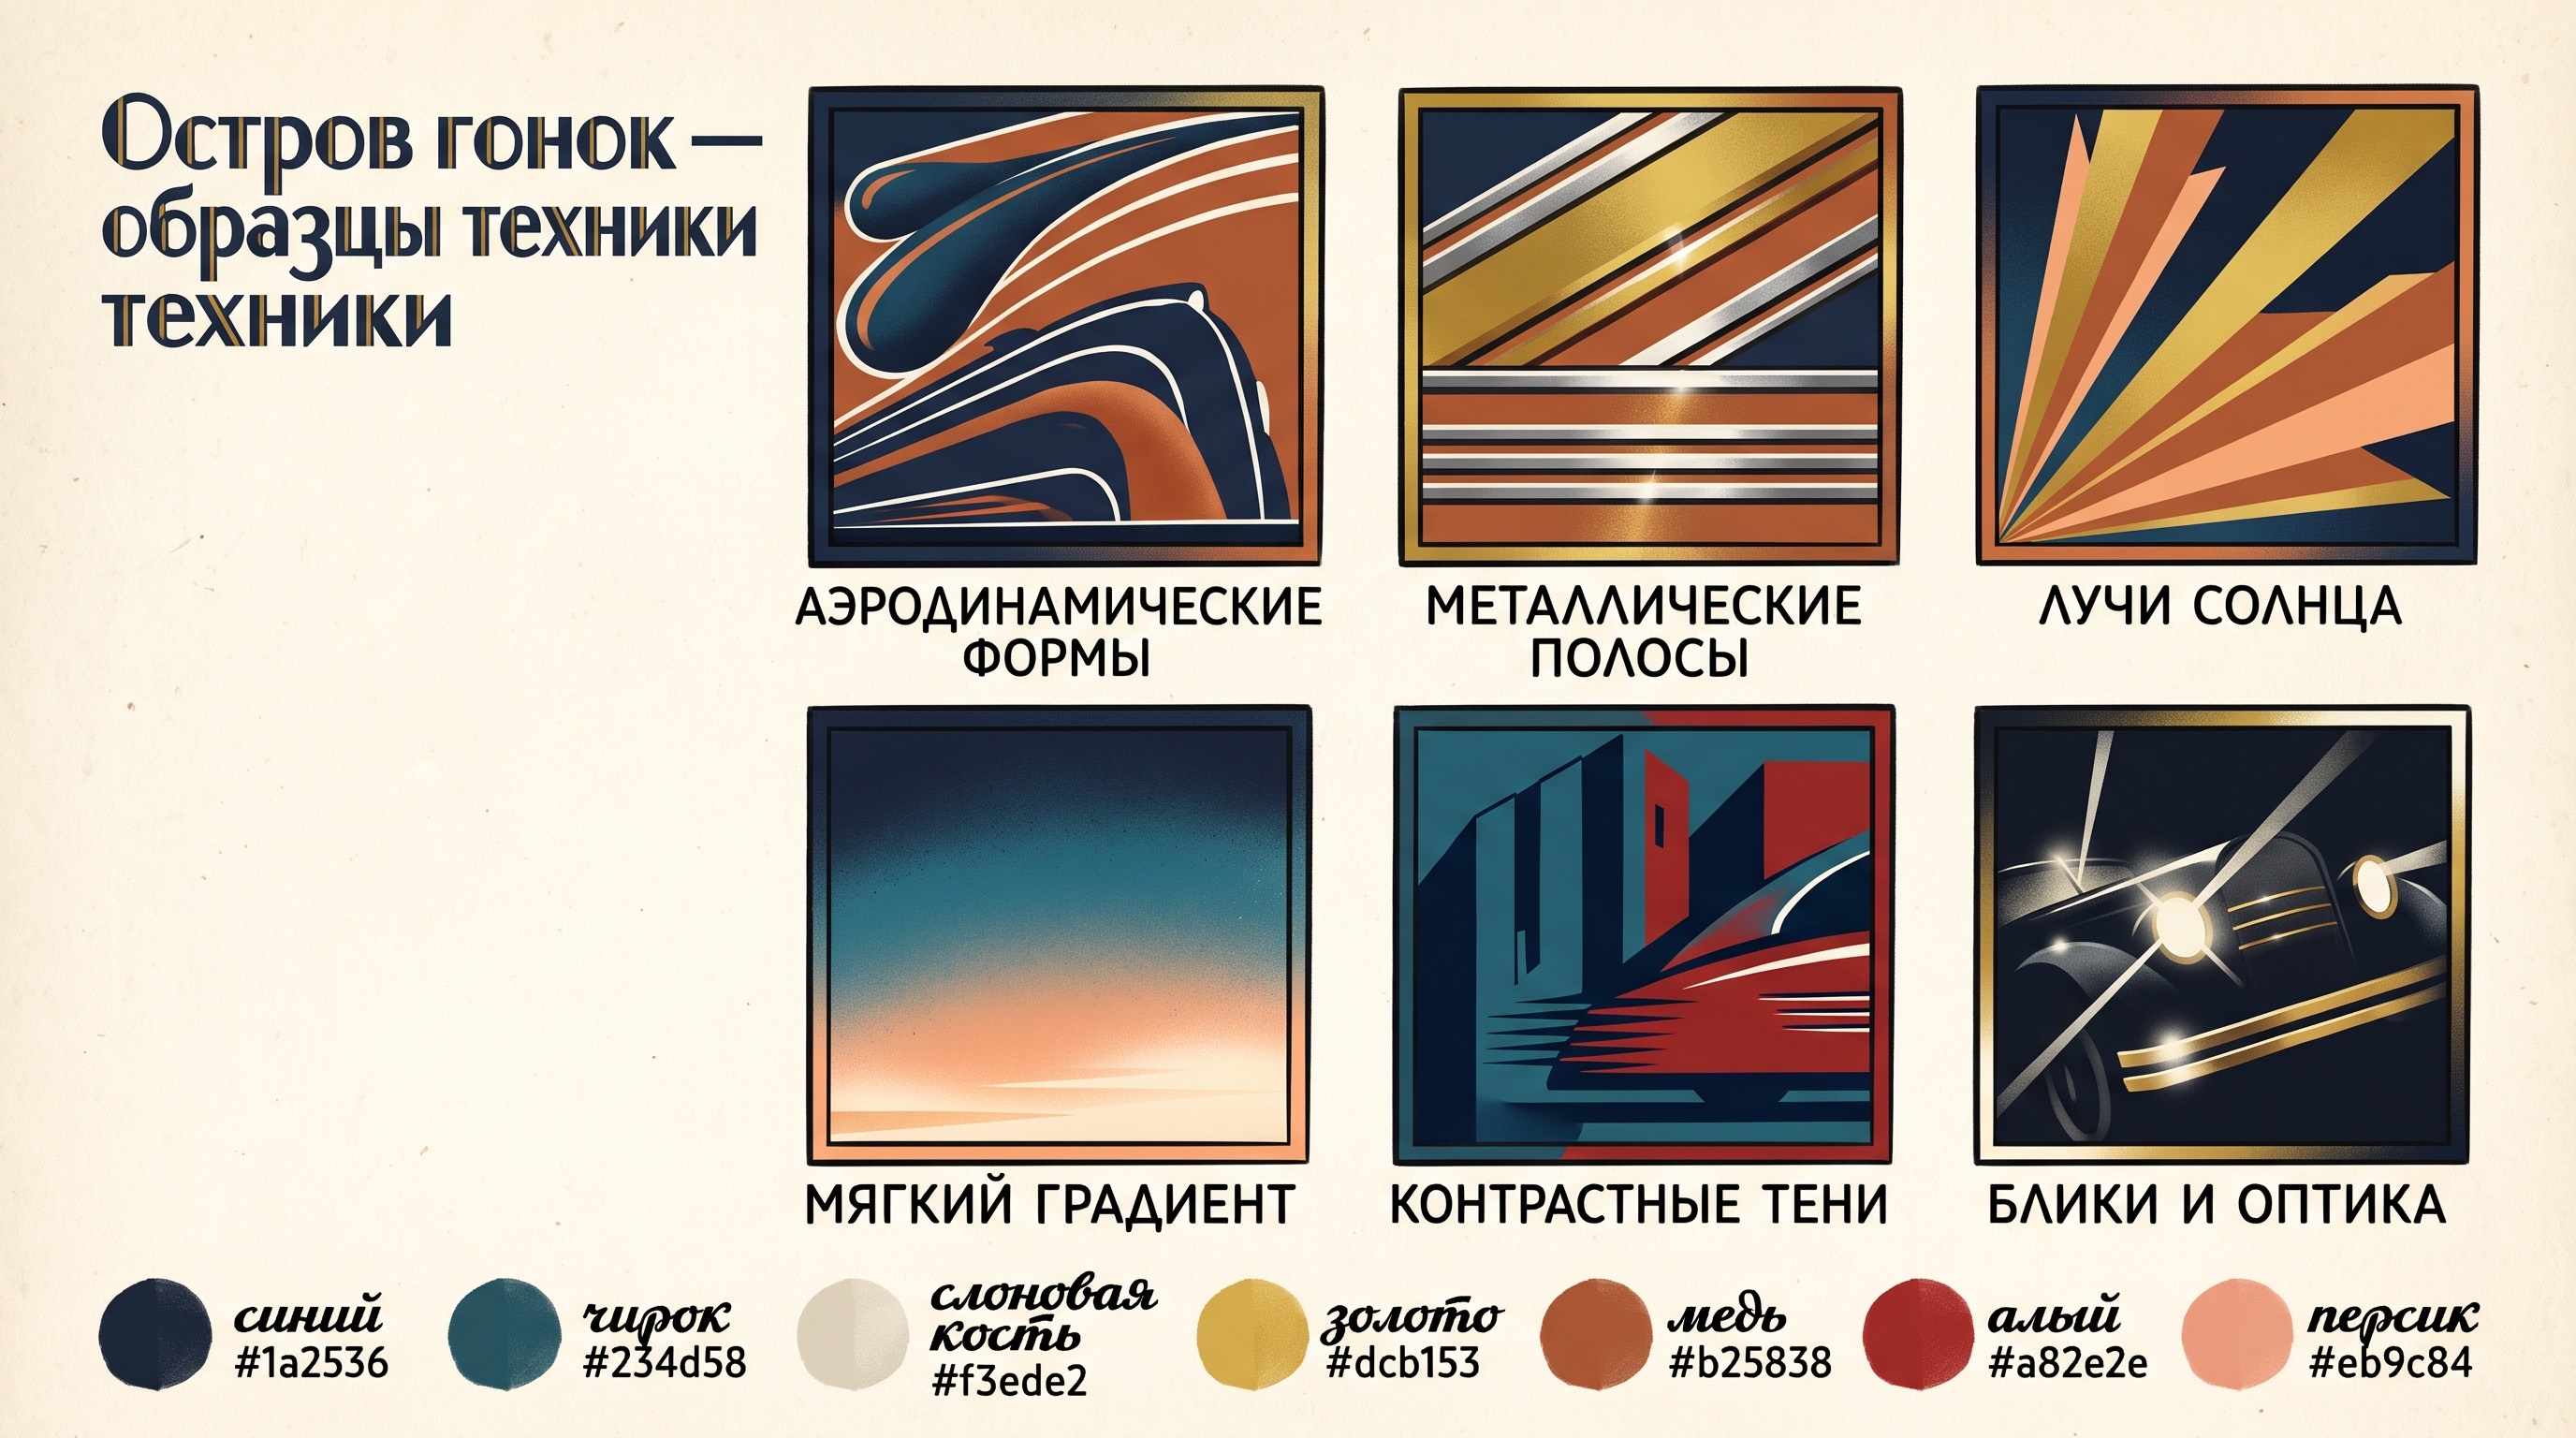 Остров гонок —
образцы техники
техники
АЭРОДИНАМИЧЕСКИЕ
ФОРМЫ
МЕТАЛЛИЧЕСКИЕ
ПОЛОСЫ
ЛУЧИ СОЛНЦА
МЯГКИЙ ГРАДИЕНТ
КОНТРАСТНЫЕ ТЕНИ
БЛИКИ И ОПТИКА
синий
#1a2536
чирок
#234d58
слоновая
кость
#f3ede2
золото
#dcb153
медь
#b25838
алый
#a82e2e
персик
#eb9c84